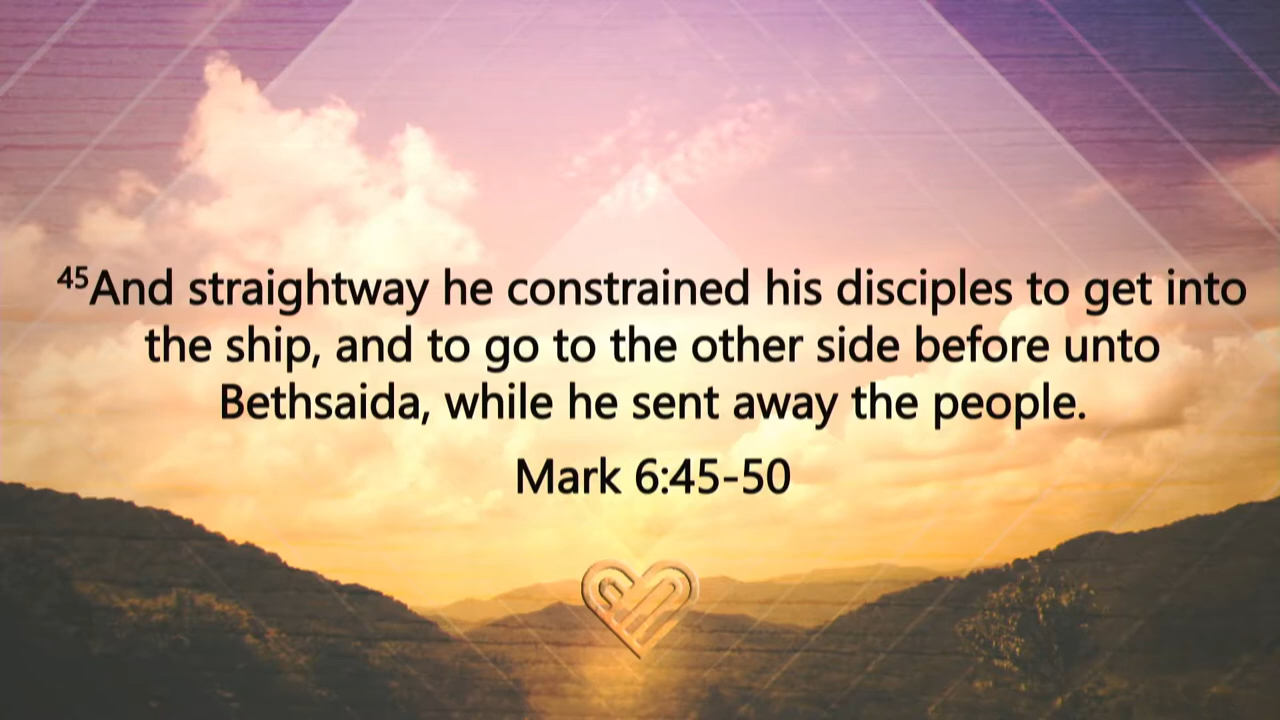 ⁴⁵And straightway he constrained his disciples to get into
the ship, and to go to the other side before unto
Bethsaida, while he sent away the people.
Mark 6:45-50